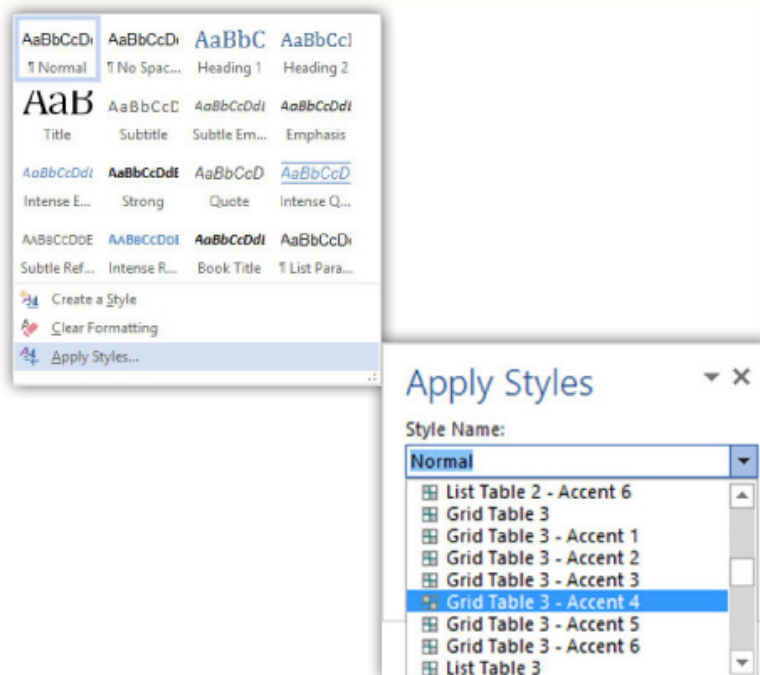 AaBbCcDı AaBbCcDı AaBbC AaBbCcl
¶ Normal ¶ No Spac... Heading 1 Heading 2
AaB AaBbCcD AaBbCcDdI AaBbCcDdI
Title Subtitle Subtle Em... Emphasis
AaBbCcDdI AaBbCcDdE AaBbCcD AaBbCcD
Intense E... Strong Quote Intense Q...
AABBCCDDE AABBCCDDI AaBbCcDdI AaBbCcDı
Subtle Ref... Intense R... Book Title ¶ List Para...
Create a Style
Clear Formatting
Apply Styles...
Apply Styles
Style Name:
Normal
List Table 2 - Accent 6
Grid Table 3
Grid Table 3 - Accent 1
Grid Table 3 - Accent 2
Grid Table 3 - Accent 3
Grid Table 3 - Accent 4
Grid Table 3 - Accent 5
Grid Table 3 - Accent 6
List Table 3